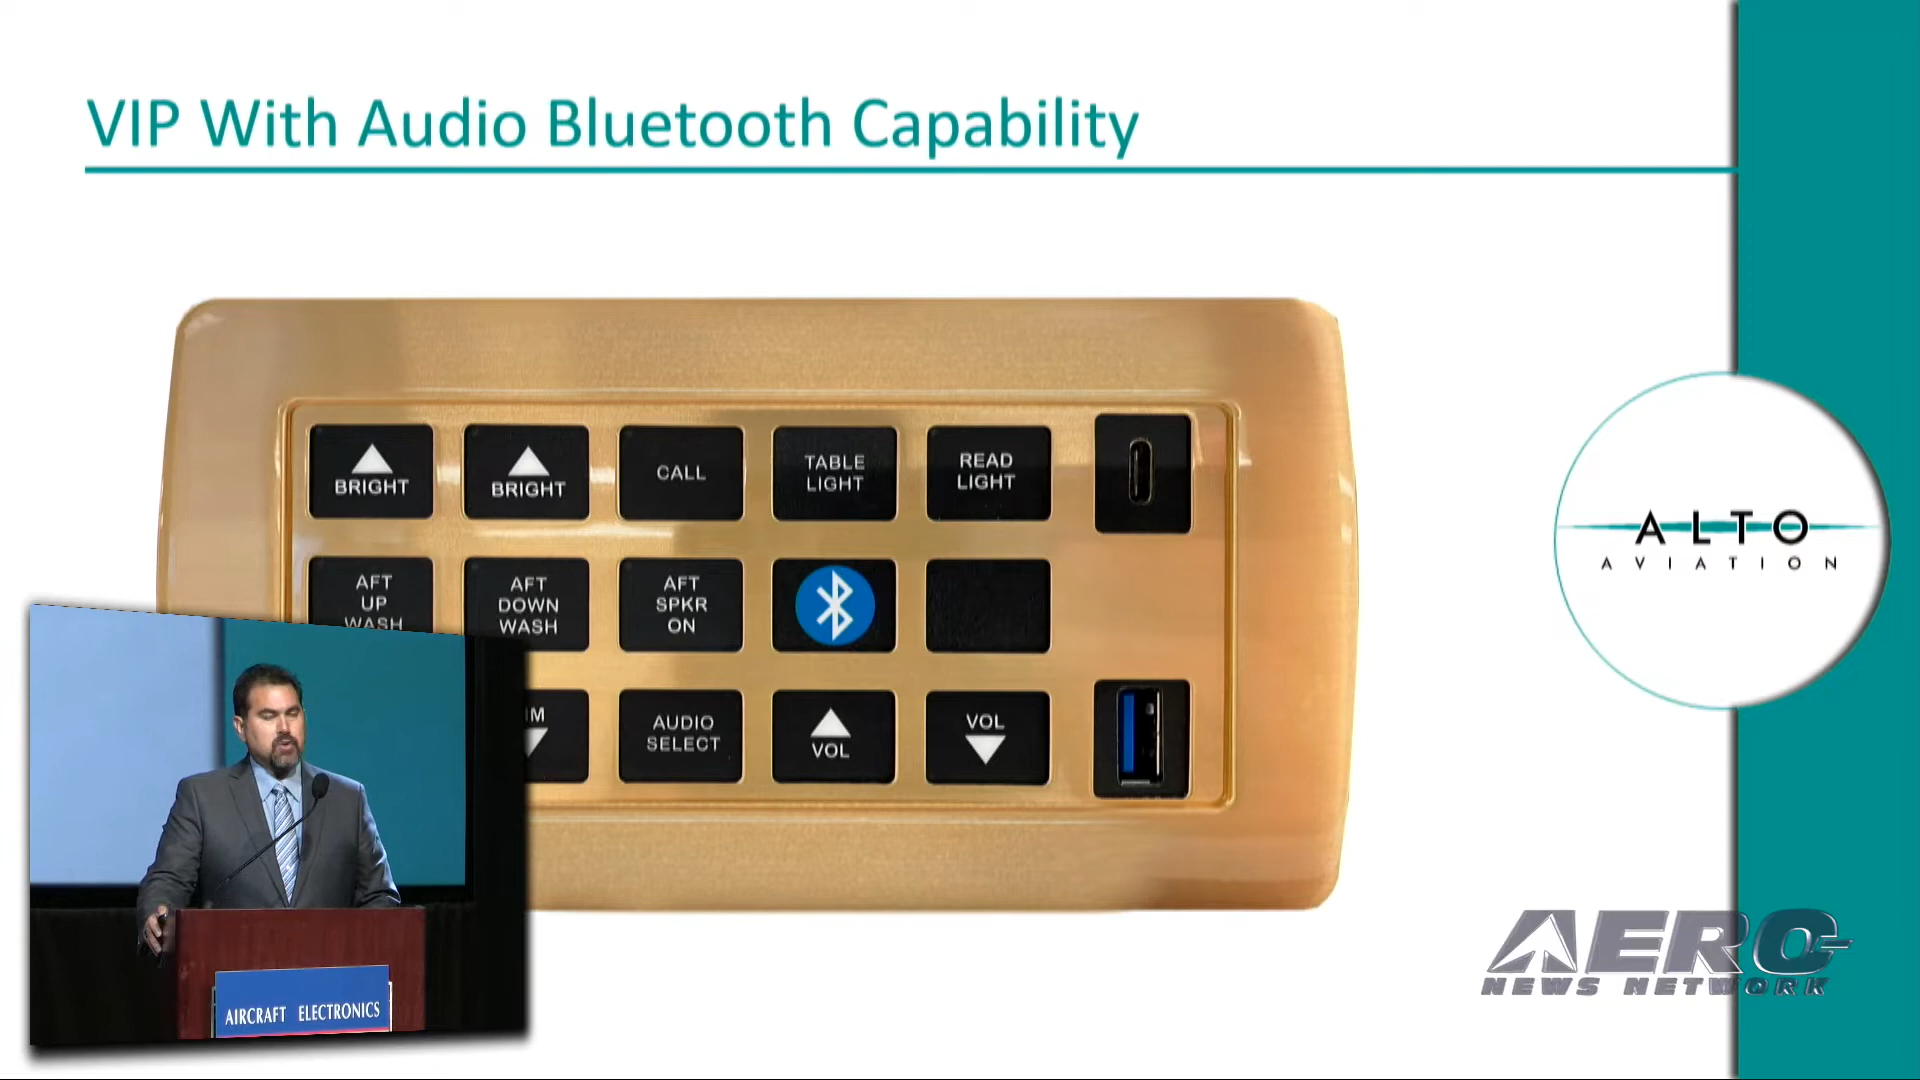 VIP With Audio Bluetooth Capability
BRIGHT
BRIGHT
CALL
TABLE
LIGHT
READ
LIGHT
AFT
UP
WASH
AFT
DOWN
WASH
AFT
SPKR
ON
AUDIO
SELECT
VOL
VOL
ALTO
AVIATION
AIRCRAFT ELECTRONICS
AERO
NEWS NETWORK